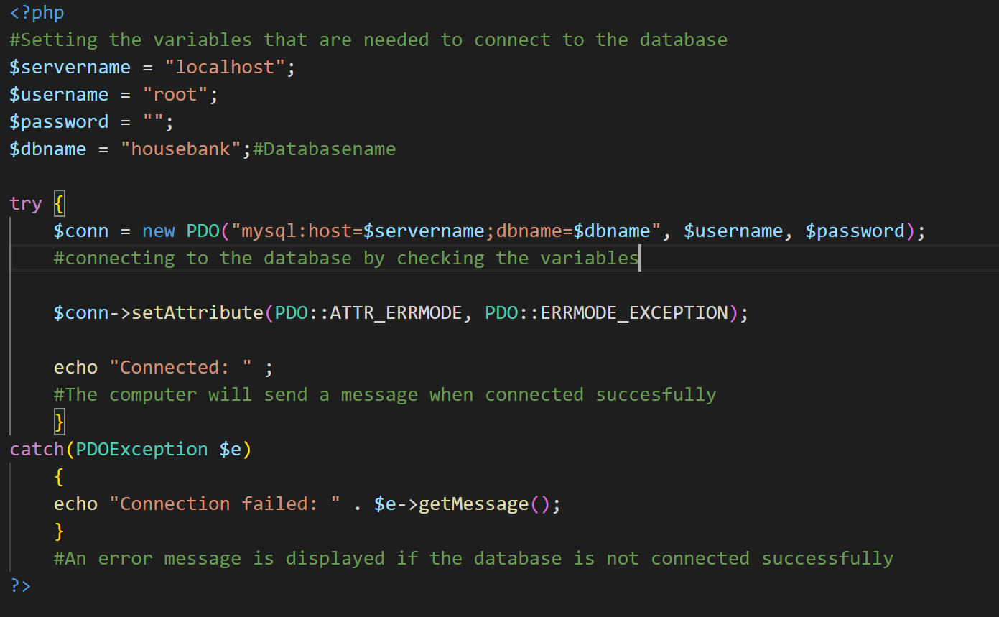 <?php
#Setting the variables that are needed to connect to the database
$servername = "localhost";
$username = "root";
$password = "";
$dbname = "housebank";#Databasename
try {
$conn = new PDO("mysql:host=$servername;dbname=$dbname", $username, $password);
#connecting to the database by checking the variables
$conn->setAttribute(PDO::ATTR_ERRMODE, PDO::ERRMODE_EXCEPTION);
echo "Connected: " ;
#The computer will send a message when connected succesfully
}
catch(PDOException $e)
{
echo "Connection failed: " . $e->getMessage();
}
#An error message is displayed if the database is not connected successfully
?>